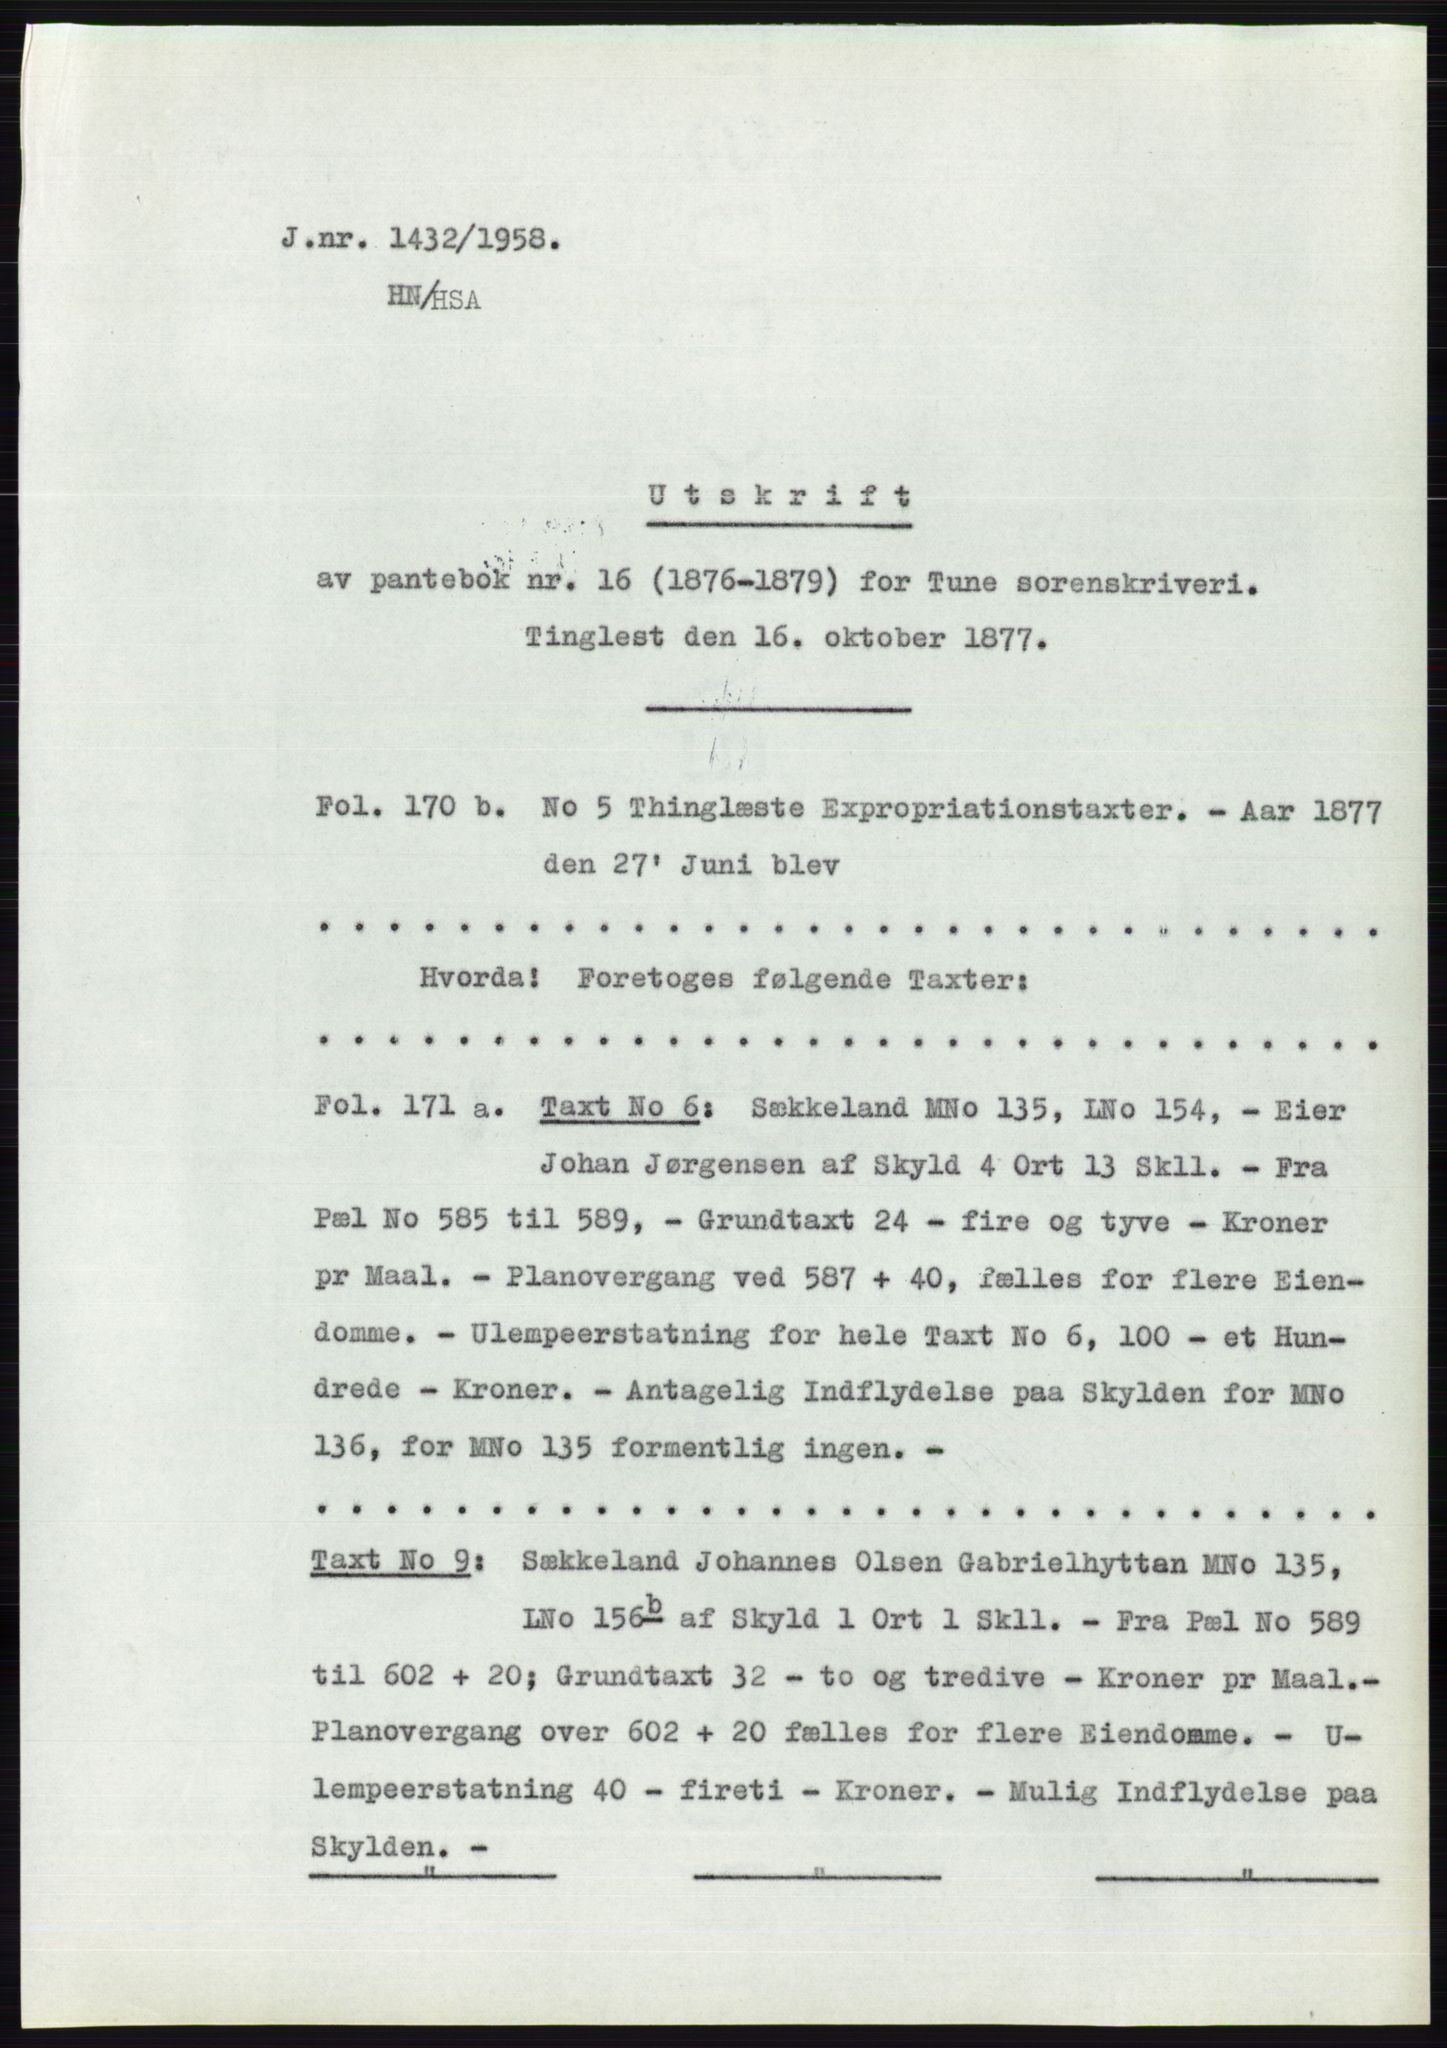 J.nr. 1432/1958.
HN/HSA
Utskrift
av pantebok nr. 16 (1876-1879) for Tune sorenskriveri.
Tinglest den 16. oktober 1877.
Fol. 170 b. No 5 Thinglæste Expropriationstaxter. - Aar 1877
den 27' Juni blev
. . . . . . . . . . . . . . . . . . . . . . . . . . . . . . .
Hvorda! Foretoges følgende Taxter:
. . . . . . . . . . . . . . . . . . . . . . . . . . . . . . .
Fol. 171 a. Taxt No 6: Sækkeland MNo 135, LNo 154, - Eier
Johan Jørgensen af Skyld 4 Ort 13 Skll. - Fra
Pæl No 585 til 589, - Grundtaxt 24 - fire og tyve - Kroner
pr Maal. - Planovergang ved 587 + 40, fælles for flere Eien-
domme. - Ulempeerstatning for hele Taxt No 6, 100 - et Hun-
drede - Kroner. - Antagelig Indflydelse paa Skylden for MNo
136, for MNo 135 formentlig ingen. -
. . . . . . . . . . . . . . . . . . . . . . . . . . . . . . .
Taxt No 9: Sækkeland Johannes Olsen Gabrielhyttan MNo 135,
LNo 156b af Skyld 1 Ort 1 Skll. - Fra Pæl No 589
til 602 + 20; Grundtaxt 32 - to og tredive - Kroner pr Maal.-
Planovergang over 602 + 20 fælles for flere Eiendomme. - U-
lempeerstatning 40 - fireti - Kroner. - Mulig Indflydelse paa
Skylden. -
" " "